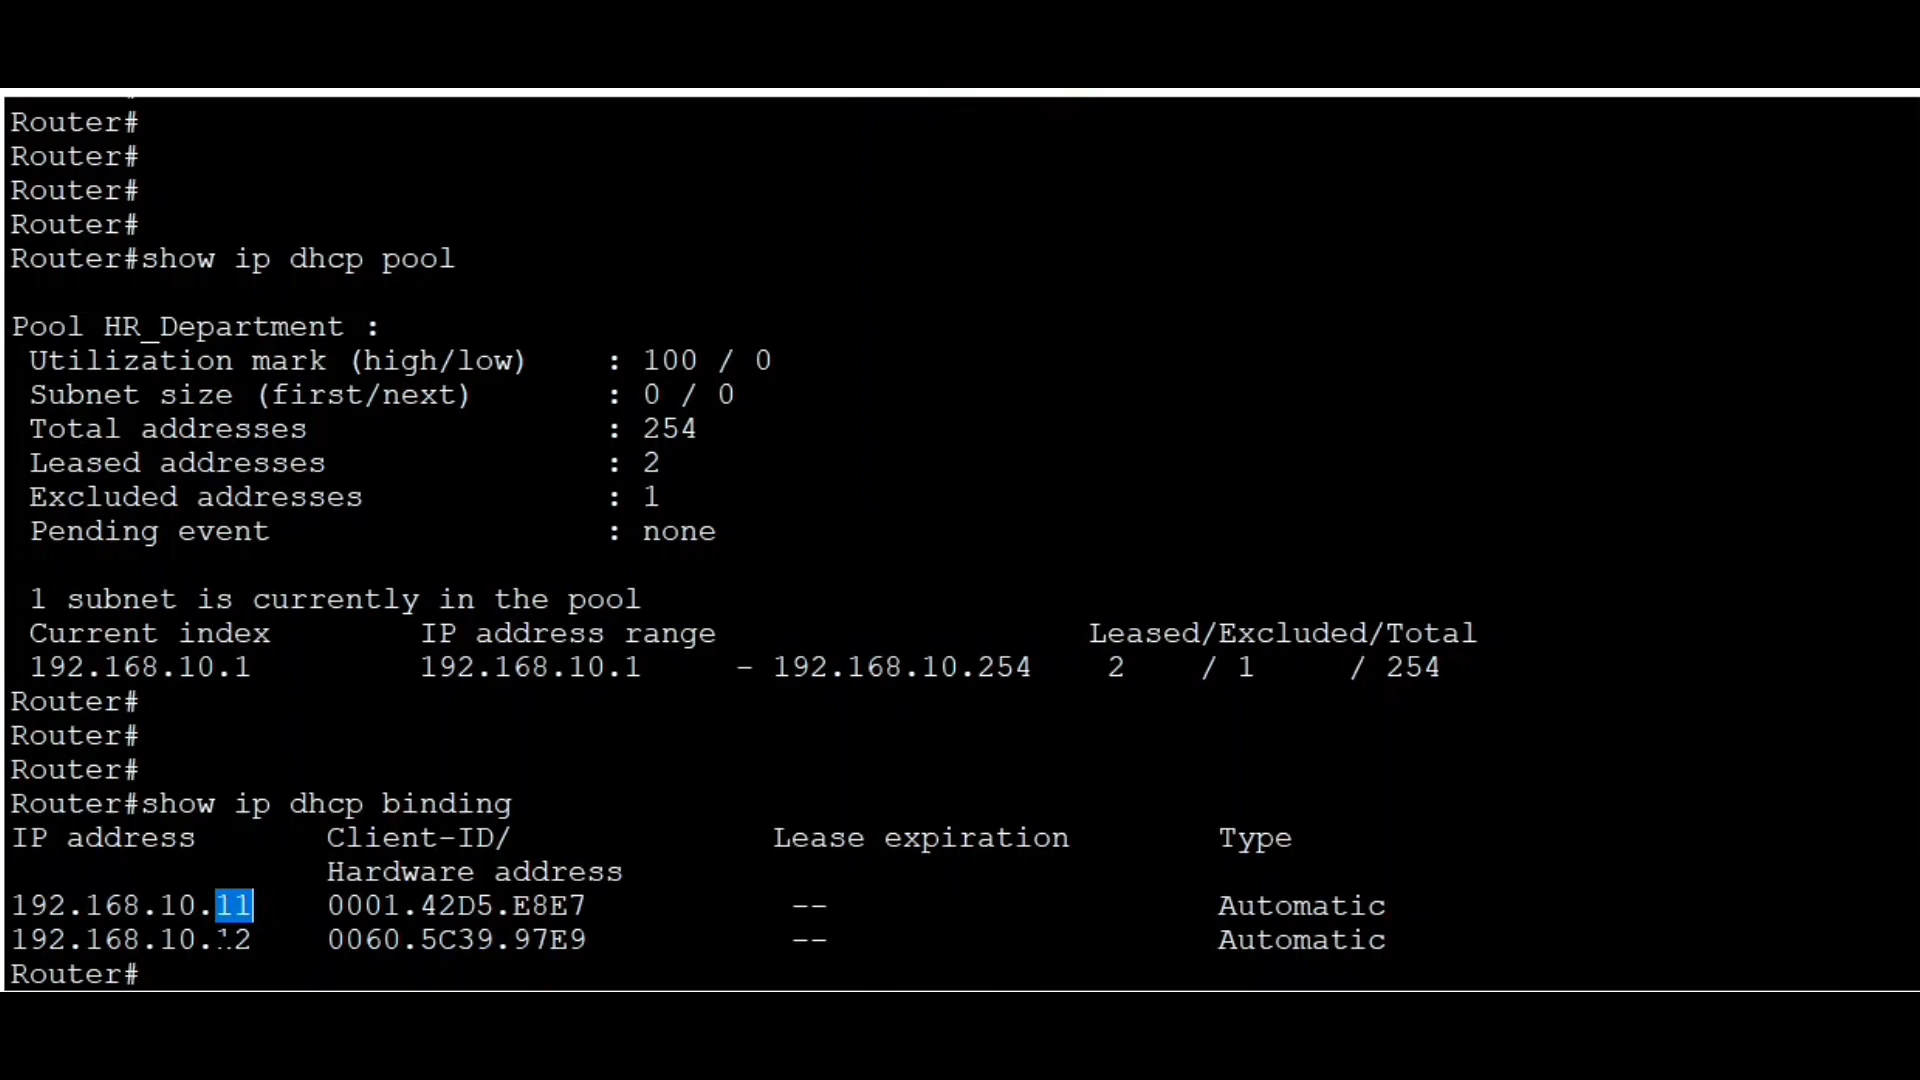 Router#
Router#
Router#
Router#
Router#show ip dhcp pool
Pool HR_Department :
Utilization mark (high/low) : 100 / 0
Subnet size (first/next) : 0 / 0
Total addresses : 254
Leased addresses : 2
Excluded addresses : 1
Pending event : none
1 subnet is currently in the pool
Current index IP address range Leased/Excluded/Total
192.168.10.1 192.168.10.1 - 192.168.10.254 2 / 1 / 254
Router#
Router#
Router#
Router#show ip dhcp binding
IP address Client-ID/ Lease expiration Type
Hardware address
192.168.10.11 0001.42D5.E8E7 -- Automatic
192.168.10.12 0060.5C39.97E9 -- Automatic
Router#